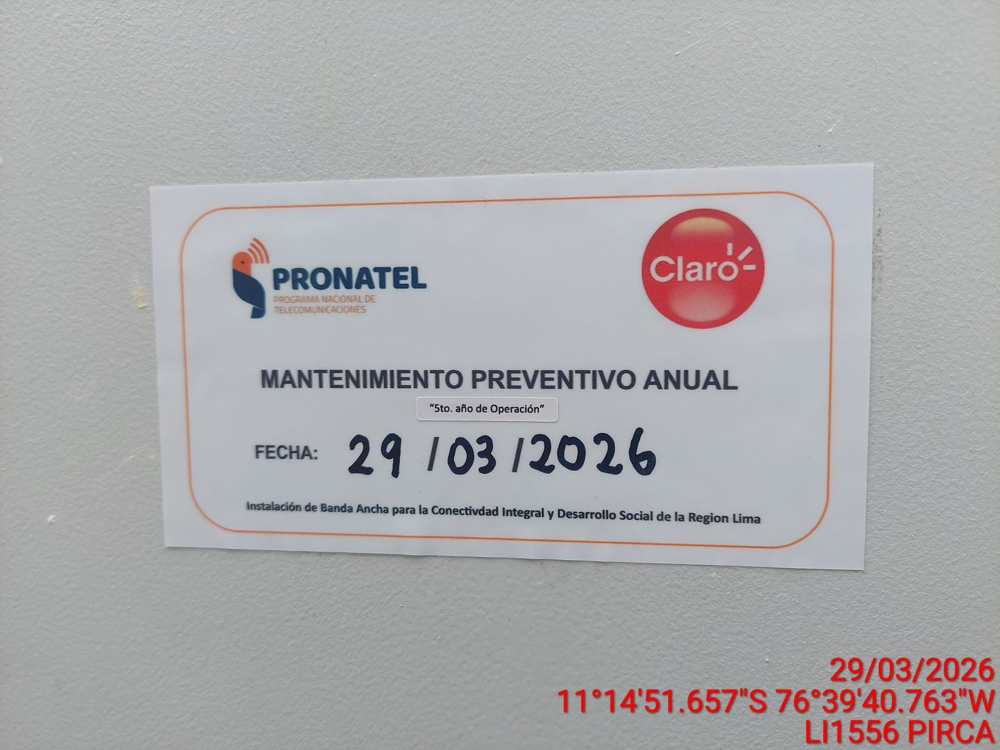 PRONATEL
PROGRAMA NACIONAL DE
TELECOMUNICACIONES
Claro
MANTENIMIENTO PREVENTIVO ANUAL
“5to. año de Operación”
FECHA: 29 / 03 / 2026
Instalación de Banda Ancha para la Conectivdad Integral y Desarrollo Social de la Region Lima
29/03/2026
11°14'51.657"S 76°39'40.763"W
LI1556 PIRCA